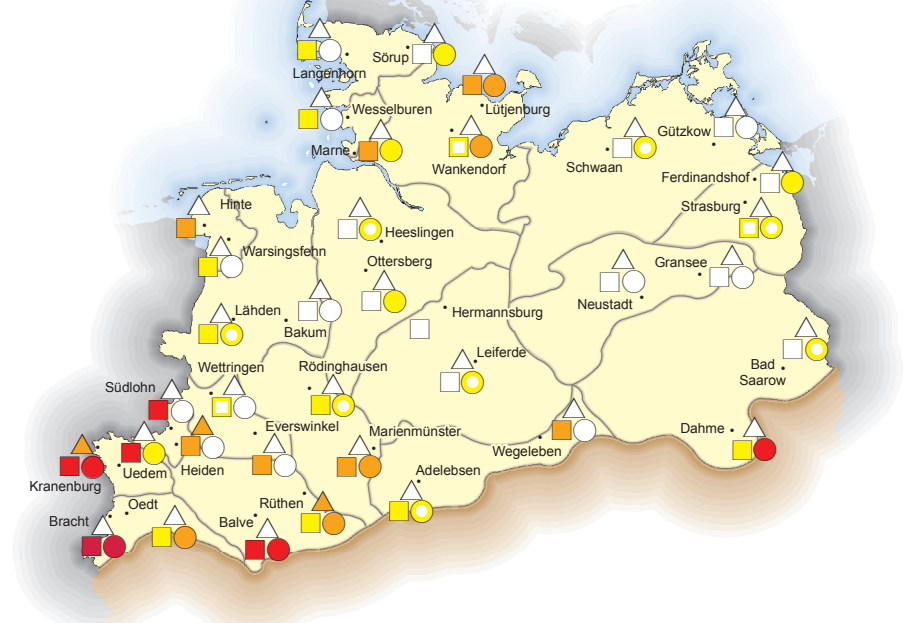 Sörup
Langenhorn
Wesselburen
Lütjenburg
Marne
Wankendorf
Schwaan
Gützkow
Ferdinandshof
Strasburg
Hinte
Warsingsfehn
Heeslingen
Ottersberg
Gransee
Neustadt
Lähden
Bakum
Hermannsburg
Leiferde
Bad
Saarow
Wettringen
Rödinghausen
Südlohn
Everswinkel
Marienmünster
Dahme
Wegeleben
Uedem
Heiden
Kranenburg
Adelebsen
Rüthen
Oedt
Bracht
Balve